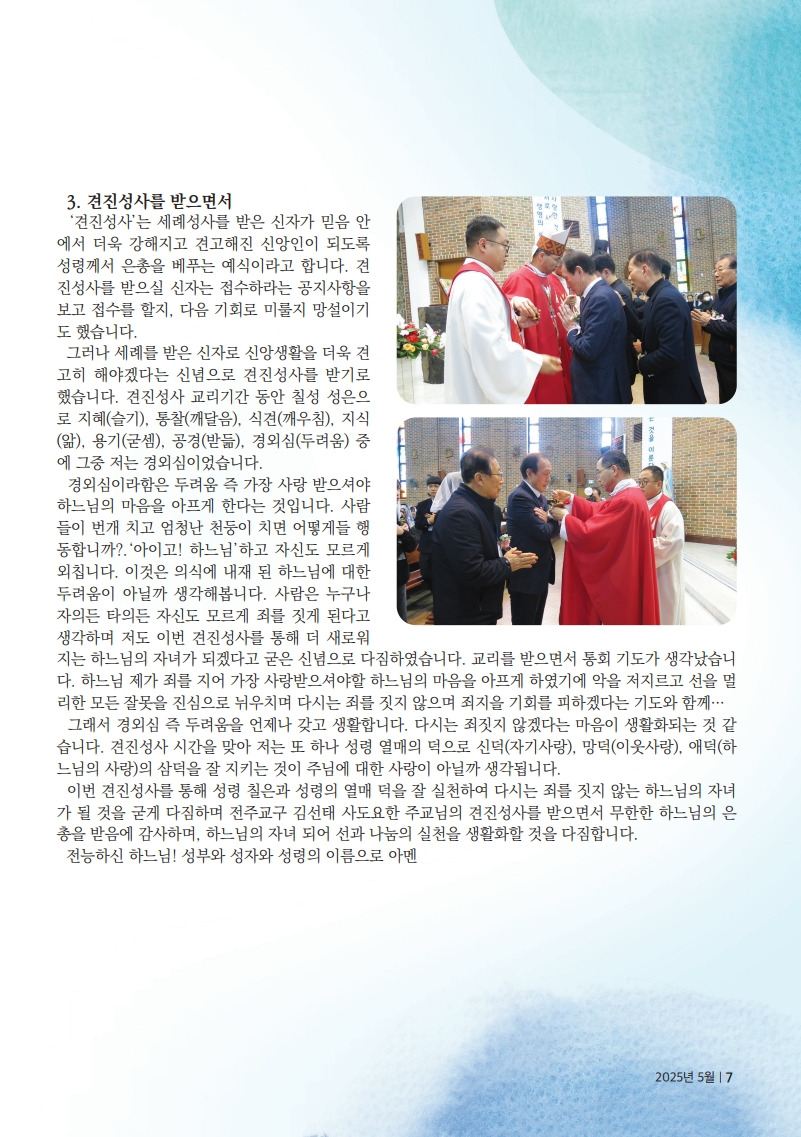 3. 견진성사를 받으면서
'견진성사'는 세례성사를 받은 신자가 믿음 안
에서 더욱 강해지고 견고해진 신앙인이 되도록
성령께서 은총을 베푸는 예식이라고 합니다. 견
진성사를 받으실 신자는 접수하라는 공지사항을
보고 접수를 할지, 다음 기회로 미룰지 망설이기
도 했습니다.
그러나 세례를 받은 신자로 신앙생활을 더욱 견
고히 해야겠다는 신념으로 견진성사를 받기로
했습니다. 견진성사 교리기간 동안 칠성 성은으
로 지혜(슬기), 통찰(깨달음), 식견(깨우침), 지식
(앎), 용기(굳셈), 공경(받듦), 경외심(두려움) 중
에 그중 저는 경외심이었습니다.
경외심이라함은 두려움 즉 가장 사랑 받으셔야
하느님의 마음을 아프게 한다는 것입니다. 사람
들이 번개 치고 엄청난 천둥이 치면 어떻게들 행
동합니까?. '아이고! 하느님'하고 자신도 모르게
외칩니다. 이것은 의식에 내재 된 하느님에 대한
두려움이 아닐까 생각해봅니다. 사람은 누구나
자의든 타의든 자신도 모르게 죄를 짓게 된다고
생각하며 저도 이번 견진성사를 통해 더 새로워
지는 하느님의 자녀가 되겠다고 굳은 신념으로 다짐하였습니다. 교리를 받으면서 통회 기도가 생각났습니
다. 하느님 제가 죄를 지어 가장 사랑받으셔야할 하느님의 마음을 아프게 하였기에 악을 저지르고 선을 멀
리한 모든 잘못을 진심으로 뉘우치며 다시는 죄를 짓지 않으며 죄지을 기회를 피하겠다는 기도와 함께…
그래서 경외심 즉 두려움을 언제나 갖고 생활합니다. 다시는 죄짓지 않겠다는 마음이 생활화되는 것 같
습니다. 견진성사 시간을 맞아 저는 또 하나 성령 열매의 덕으로 신덕(자기사랑), 망덕(이웃사랑), 애덕(하
느님의 사랑)의 삼덕을 잘 지키는 것이 주님에 대한 사랑이 아닐까 생각됩니다.
이번 견진성사를 통해 성령 칠은과 성령의 열매 덕을 잘 실천하여 다시는 죄를 짓지 않는 하느님의 자녀
가 될 것을 굳게 다짐하며 전주교구 김선태 사도요한 주교님의 견진성사를 받으면서 무한한 하느님의 은
총을 받음에 감사하며, 하느님의 자녀 되어 선과 나눔의 실천을 생활화할 것을 다짐합니다.
전능하신 하느님! 성부와 성자와 성령의 이름으로 아멘
2025년 5월 | 7